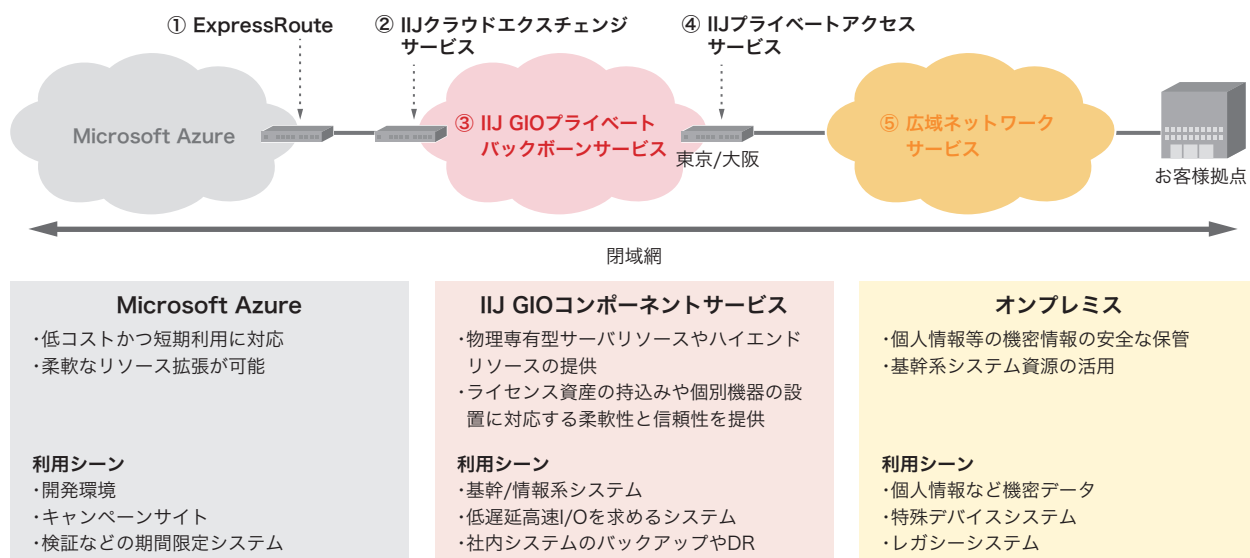 ① ExpressRoute
② IIJクラウドエクスチェンジ
サービス
④ IIJプライベートアクセス
サービス
Microsoft Azure
③ IIJ GIOプライベート
バックボーンサービス
東京/大阪
⑤ 広域ネットワーク
サービス
お客様拠点
閉域網
Microsoft Azure
・低コストかつ短期利用に対応
・柔軟なリソース拡張が可能
利用シーン
・開発環境
・キャンペーンサイト
・検証などの期間限定システム
IIJ GIOコンポーネントサービス
・物理専有型サーバリソースやハイエンド
リソースの提供
・ライセンス資産の持込みや個別機器の設
置に対応する柔軟性と信頼性を提供
利用シーン
・基幹/情報系システム
・低遅延高速I/Oを求めるシステム
・社内システムのバックアップやDR
オンプレミス
・個人情報等の機密情報の安全な保管
・基幹系システム資源の活用
利用シーン
・個人情報など機密データ
・特殊デバイスシステム
・レガシーシステム